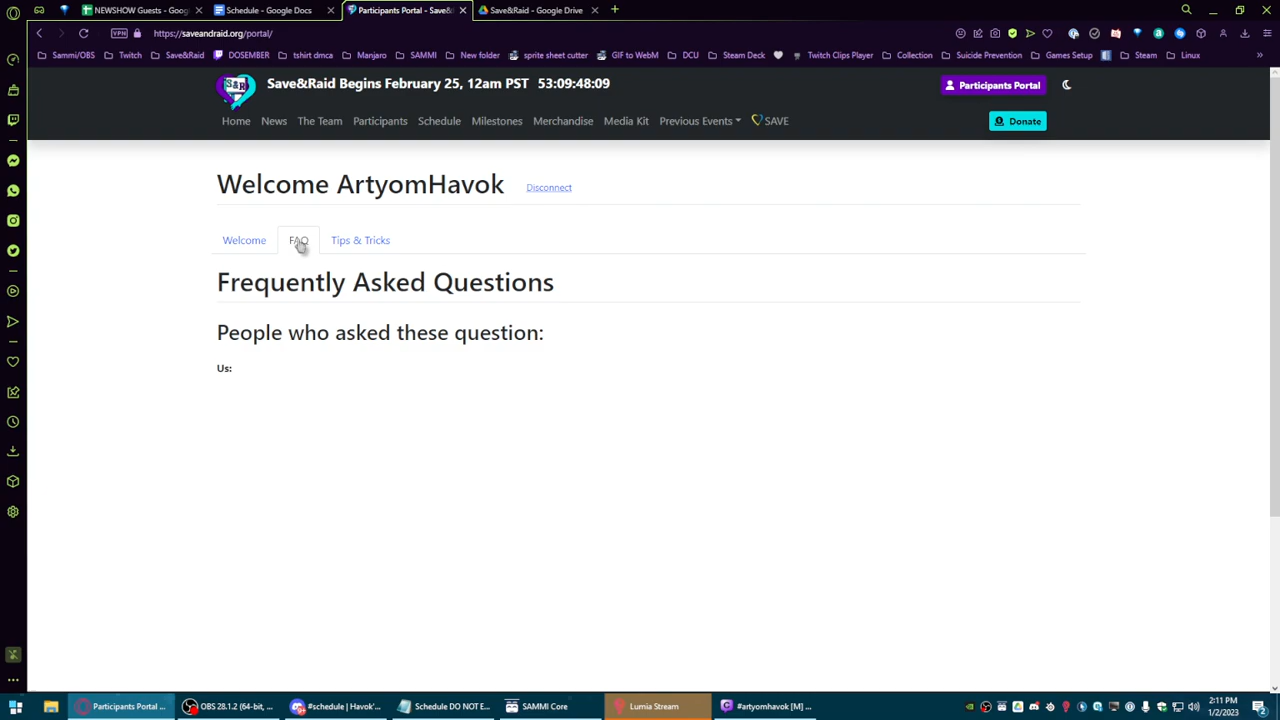 NEWSHOW Guests - Goog
Schedule - Google Docs
Participants Portal - Save&
Save&Raid - Google Drive
VPN
https://saveandraid.org/portal/
Sammi/OBS
Twitch
Save&Raid
DOSEMBER
tshirt dmca
Manjaro
SAMMI
New folder
sprite sheet cutter
GIF to WebM
DCU
Steam Deck
Twitch Clips Player
Collection
Suicide Prevention
Games Setup
Steam
Linux
S&R
Save&Raid Begins February 25, 12am PST 53:09:48:09
Participants Portal
Home News The Team Participants Schedule Milestones Merchandise Media Kit Previous Events SAVE
Donate
Welcome ArtyomHavok Disconnect
Welcome FAQ Tips & Tricks
Frequently Asked Questions
People who asked these question:
Us:
Participants Portal ...
OBS 28.1.2 (64-bit, ...
#schedule | Havok'...
Schedule DO NOT E...
SAMMI Core
Lumia Stream
#artyomhavok [M] ...
2:11 PM
1/2/2023
2